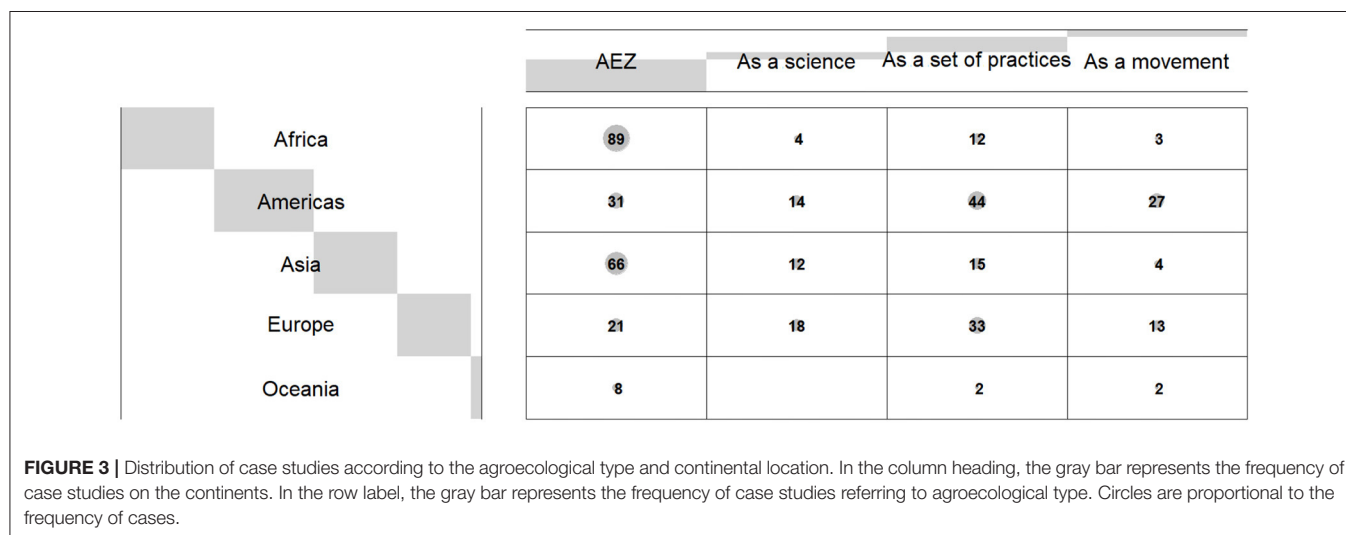 AEZ As a science As a set of practices As a movement
Africa 89 4 12 3
Americas 31 14 44 27
Asia 66 12 15 4
Europe 21 18 33 13
Oceania 8 2 2
FIGURE 3 | Distribution of case studies according to the agroecological type and continental location. In the column heading, the gray bar represents the frequency of
case studies on the continents. In the row label, the gray bar represents the frequency of case studies referring to agroecological type. Circles are proportional to the
frequency of cases.